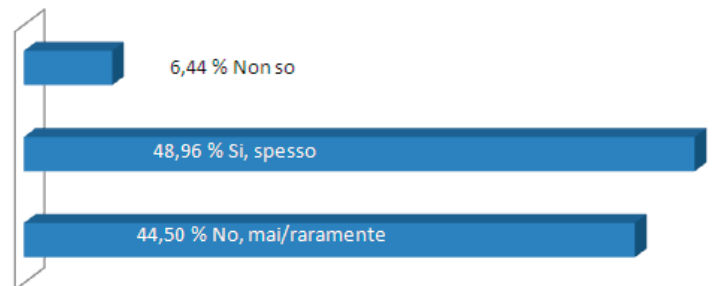 6,44 % Non so
48,96 % Si, spesso
44,50 % No, mai/raramente